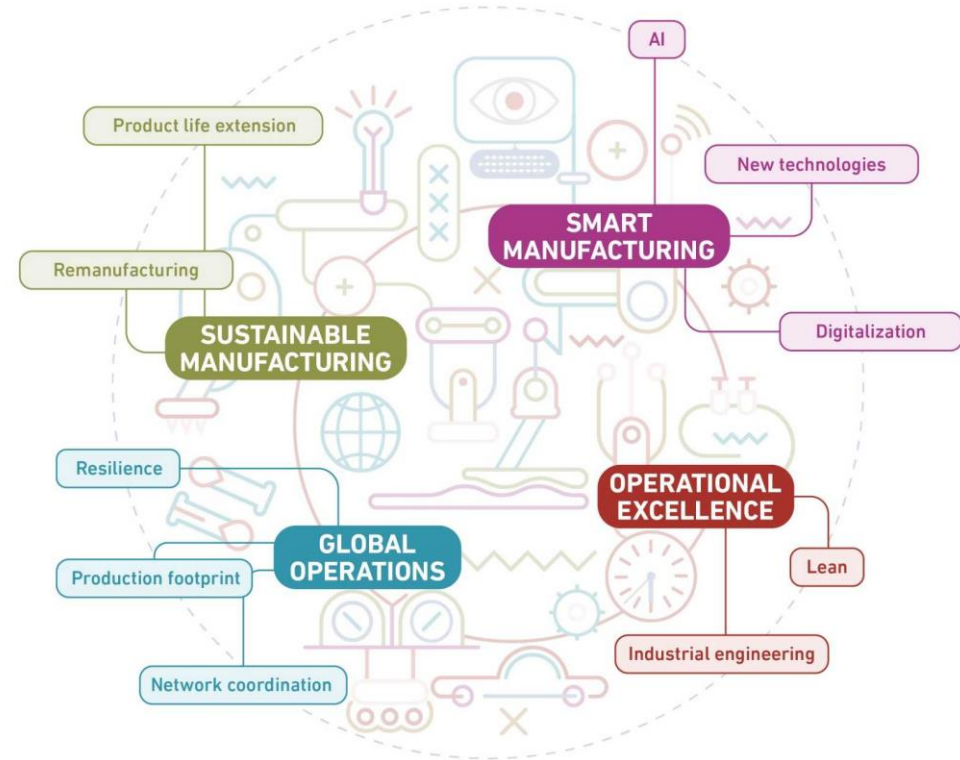 AI
Product life extension
New technologies
SMART
MANUFACTURING
Remanufacturing
Digitalization
SUSTAINABLE
MANUFACTURING
Resilience
OPERATIONAL
EXCELLENCE
GLOBAL
OPERATIONS
Lean
Production footprint
Industrial engineering
Network coordination